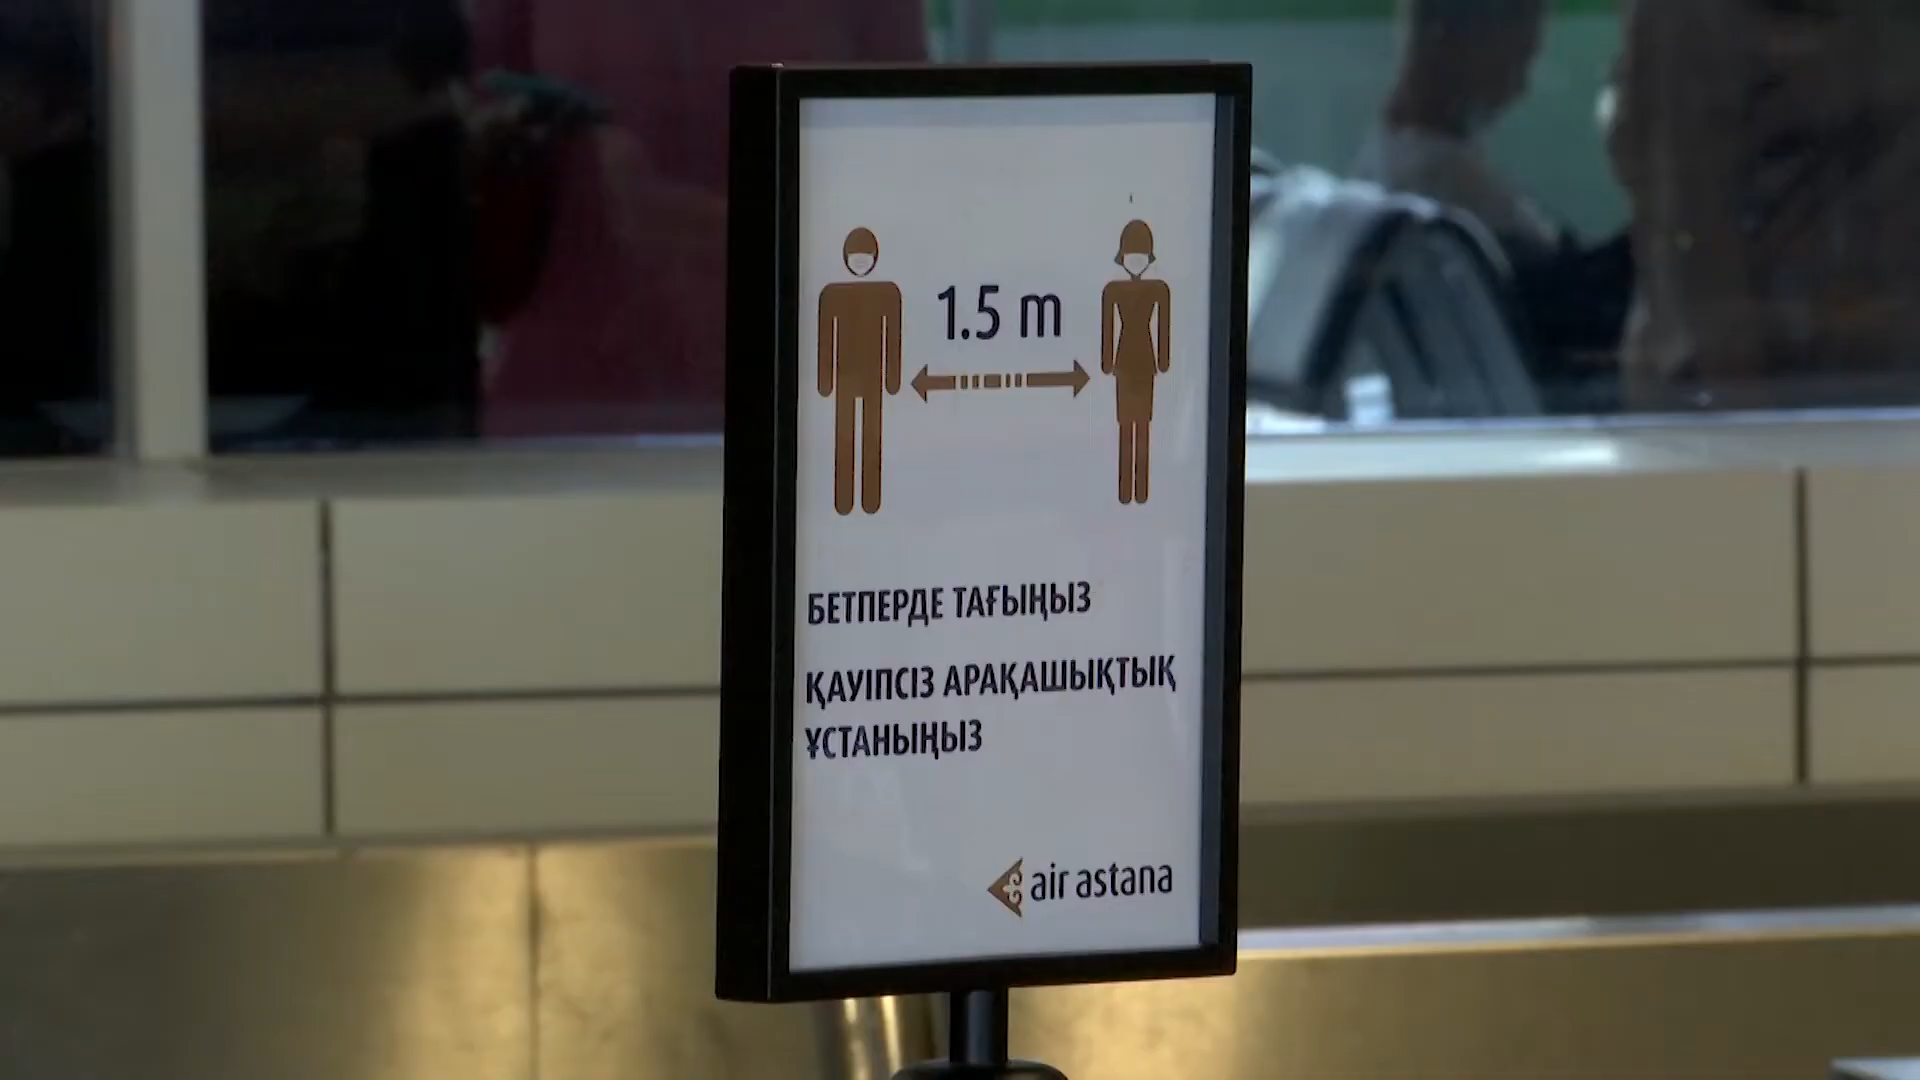 1.5 m
БЕТПЕРДЕ ТАҒЫҢЫЗ
ҚАУІПСІЗ АРАҚАШЫҚТЫҚ
ҰСТАНЫҢЫЗ
air astana